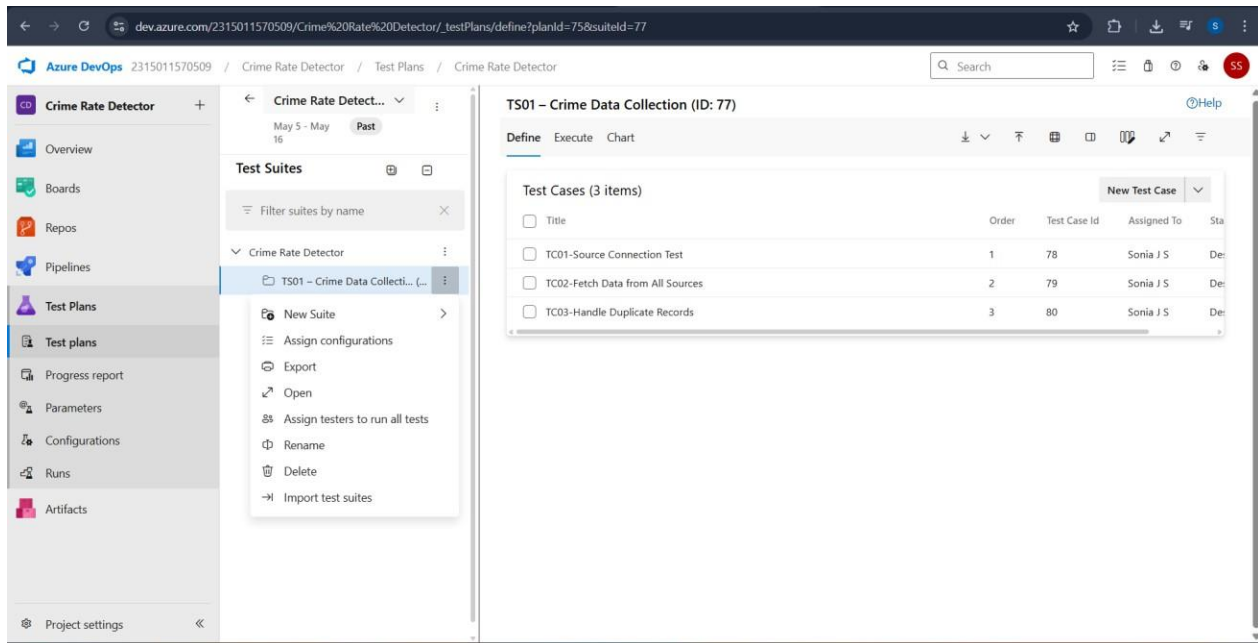 dev.azure.com/2315011570509/Crime%20Rate%20Detector/_testPlans/define?planId=75&suiteId=77
S
Azure DevOps 2315011570509 / Crime Rate Detector / Test Plans / Crime Rate Detector
Search
SS
CD Crime Rate Detector
Overview
Boards
Repos
Pipelines
Test Plans
Test plans
Progress report
Parameters
Configurations
Runs
Artifacts
Project settings
Crime Rate Detect...
May 5 - May
16
Past
Test Suites
Filter suites by name
Crime Rate Detector
TS01 – Crime Data Collecti... (...
New Suite
Assign configurations
Export
Open
Assign testers to run all tests
Rename
Delete
Import test suites
TS01 – Crime Data Collection (ID: 77)
Help
Define Execute Chart
Test Cases (3 items)
New Test Case
Title Order Test Case Id Assigned To Sta
TC01-Source Connection Test 1 78 Sonia J S De
TC02-Fetch Data from All Sources 2 79 Sonia J S De
TC03-Handle Duplicate Records 3 80 Sonia J S De